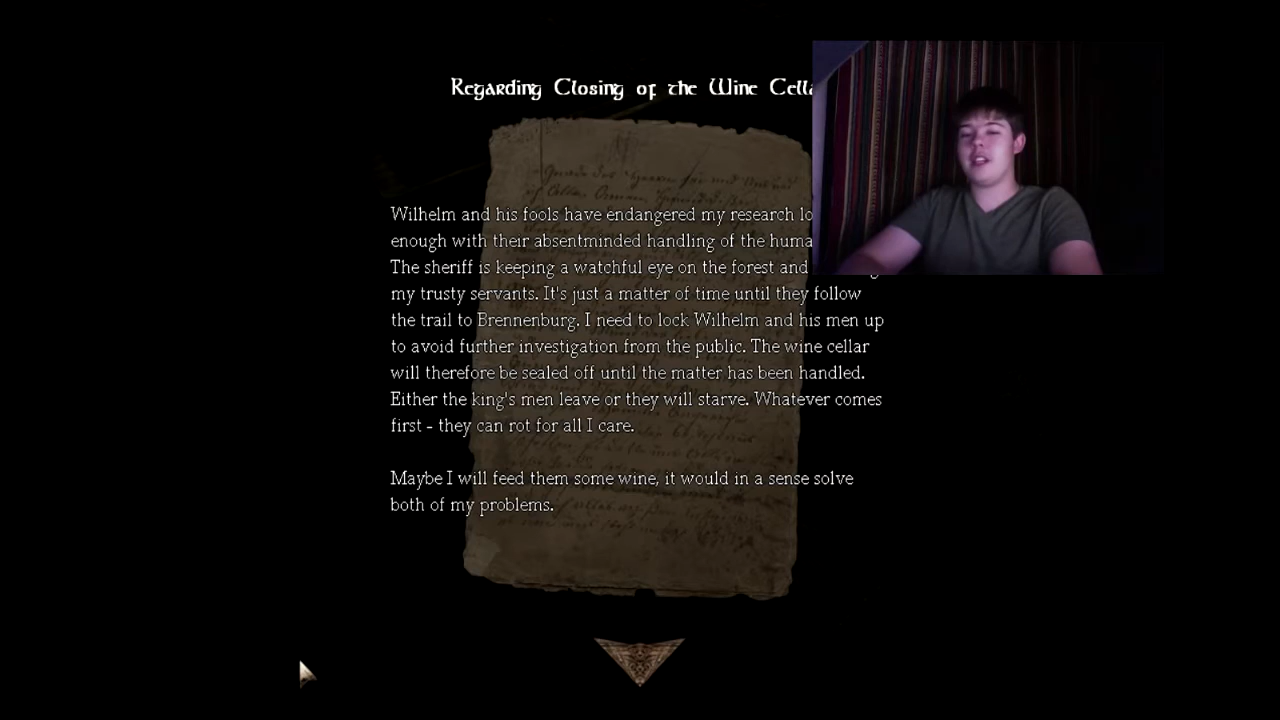 Regarding Closing of the Wine
Wilhelm and his fools have endangered my research
enough with their absentminded handling of the
The sheriff is keeping a watchful eye on the forest and
my trusty servants. It's just a matter of time until they follow
the trail to Brennenburg. I need to lock Wilhelm and his men up
to avoid further investigation from the public. The wine cellar
will therefore be sealed off until the matter has been handled.
Either the king's men leave or they will starve. Whatever comes
first - they can rot for all I care.
Maybe I will feed them some wine, it would in a sense solve
both of my problems.